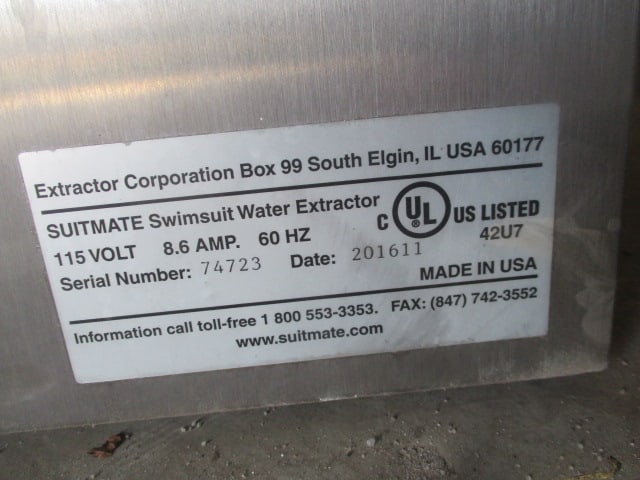 Extractor Corporation Box 99 South Elgin, IL USA 60177
SUITMATE Swimsuit Water Extractor
115 VOLT 8.6 AMP. 60 HZ
C UL US LISTED
42U7
Serial Number: 74723 Date: 201611
MADE IN USA
Information call toll-free 1 800 553-3353. FAX: (847) 742-3552
www.suitmate.com